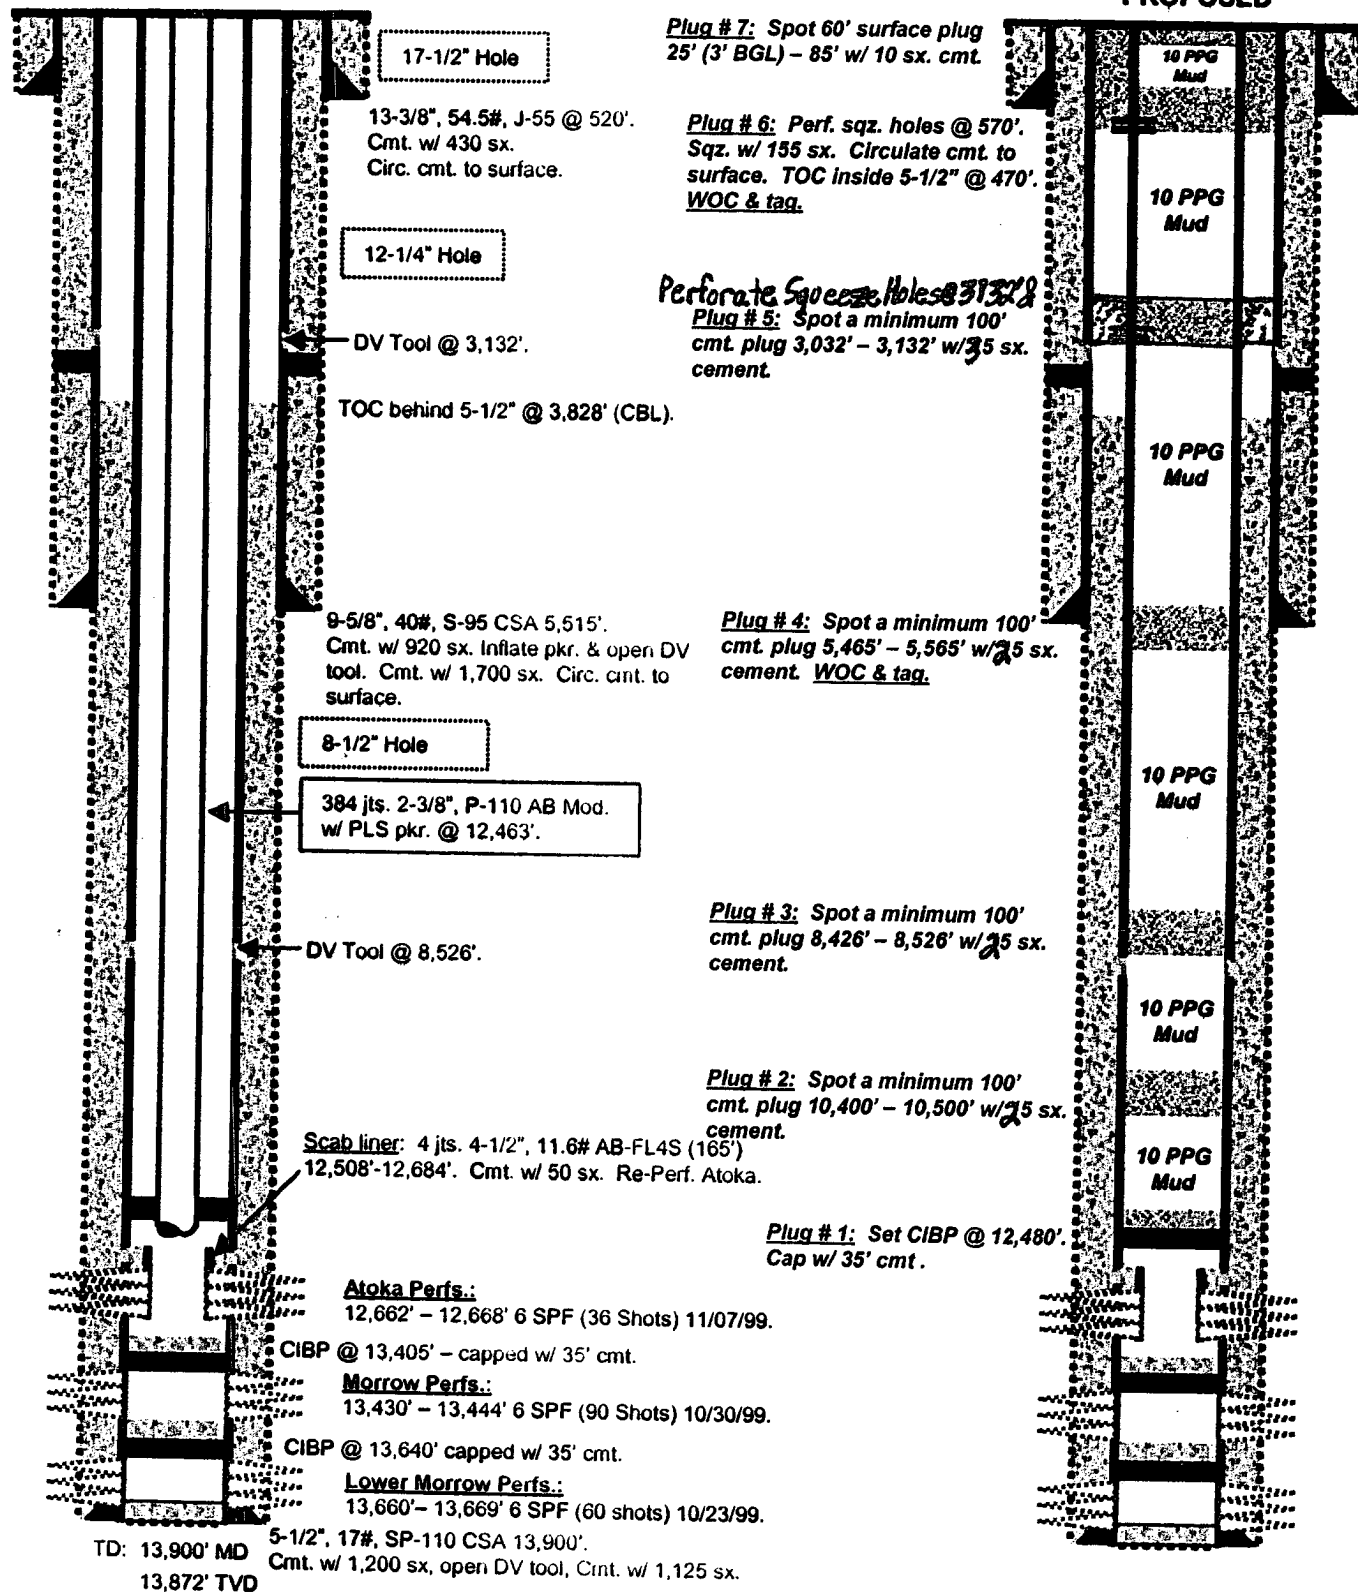 PROPOSED
17-1/2" Hole
13-3/8", 54.5#, J-55 @ 520'.
Cmt. w/ 430 sx.
Circ. cmt. to surface.
12-1/4" Hole
DV Tool @ 3,132'.
TOC behind 5-1/2" @ 3,828' (CBL).
9-5/8", 40#, S-95 CSA 5,515'.
Cmt. w/ 920 sx. Inflate pkr. & open DV
tool. Cmt. w/ 1,700 sx. Circ. cmt. to
surface.
8-1/2" Hole
384 jts. 2-3/8", P-110 AB Mod.
w/ PLS pkr. @ 12,463'.
DV Tool @ 8,526'.
Scab liner: 4 jts. 4-1/2", 11.6# AB-FL4S (165')
12,508'-12,684'. Cmt. w/ 50 sx. Re-Perf. Atoka.
Atoka Perfs.:
12,662' – 12,668' 6 SPF (36 Shots) 11/07/99.
CIBP @ 13,405' – capped w/ 35' cmt.
Morrow Perfs.:
13,430' – 13,444' 6 SPF (90 Shots) 10/30/99.
CIBP @ 13,640' capped w/ 35' cmt.
Lower Morrow Perfs.:
13,660'– 13,669' 6 SPF (60 shots) 10/23/99.
5-1/2", 17#, SP-110 CSA 13,900'.
Cmt. w/ 1,200 sx, open DV tool, Cmt. w/ 1,125 sx.
TD: 13,900' MD
13,872' TVD
Plug # 7: Spot 60' surface plug
25' (3' BGL) – 85' w/ 10 sx. cmt.
Plug # 6: Perf. sqz. holes @ 570'.
Sqz. w/ 155 sx. Circulate cmt. to
surface. TOC inside 5-1/2" @ 470'.
WOC & tag.
Perforate Squeeze Holes @
Plug # 5: Spot a minimum 100'
cmt. plug 3,032' – 3,132' w/ 35 sx.
cement.
Plug # 4: Spot a minimum 100'
cmt. plug 5,465' – 5,565' w/ 25 sx.
cement. WOC & tag.
Plug # 3: Spot a minimum 100'
cmt. plug 8,426' – 8,526' w/ 25 sx.
cement.
Plug # 2: Spot a minimum 100'
cmt. plug 10,400' – 10,500' w/ 25 sx.
cement.
Plug # 1: Set CIBP @ 12,480'.
Cap w/ 35' cmt .
10 PPG
Mud
10 PPG
Mud
10 PPG
Mud
10 PPG
Mud
10 PPG
Mud
10 PPG
Mud